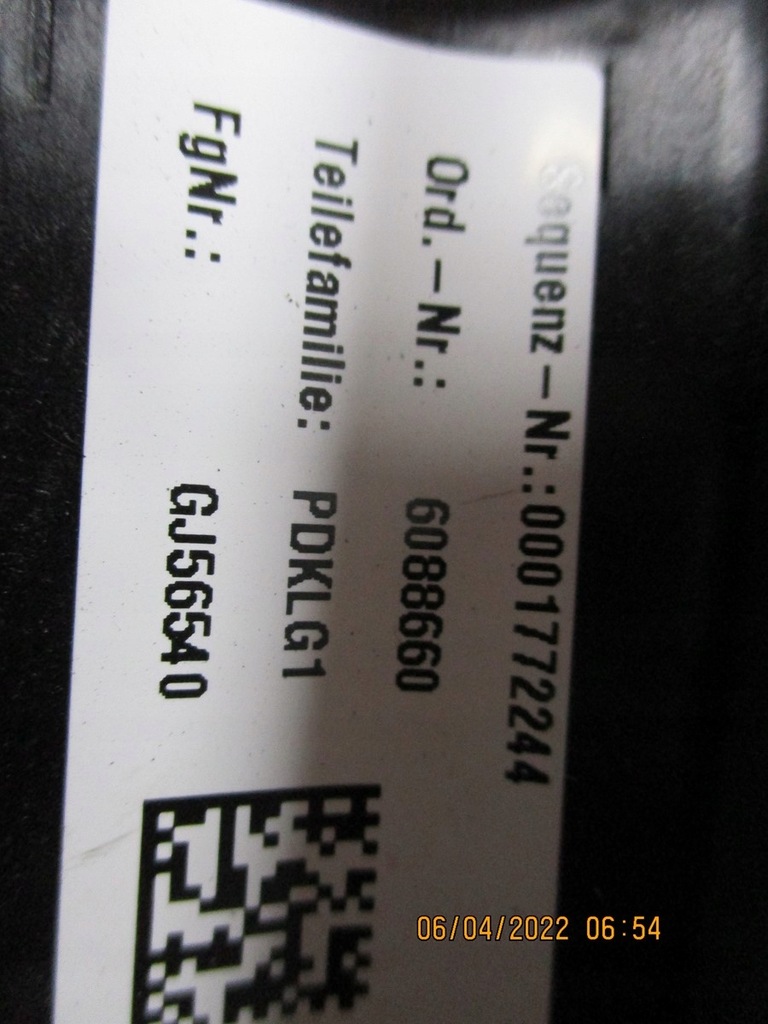 Sequenz-Nr.:0001772244
Ord.-Nr.: 6088660
Teilefamilie: PDKLG1
FgNr.: GJ56540
06/04/2022 06:54